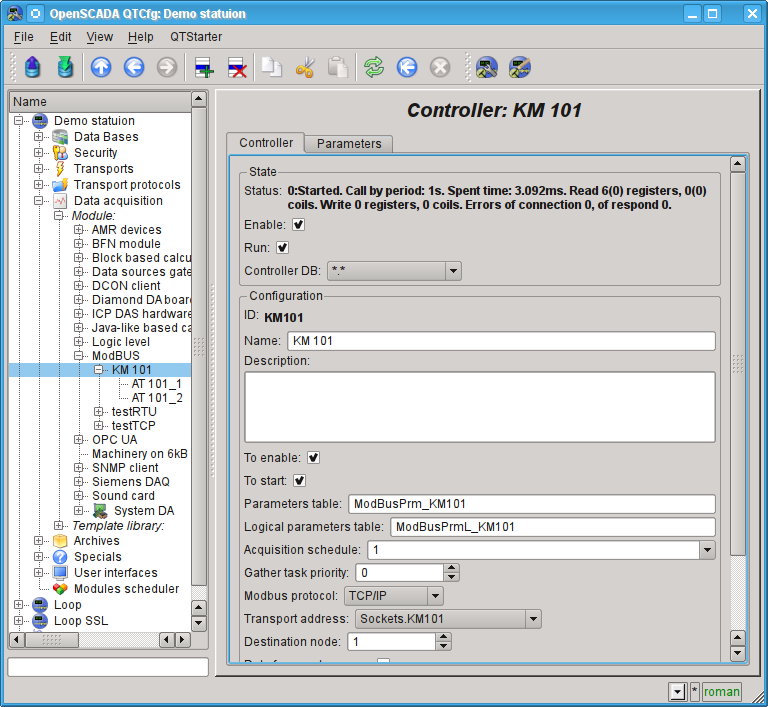 OpenSCADA QTCfg: Demo statuion
File Edit View Help QTStarter
Name
Demo statuion
Data Bases
Security
Transports
Transport protocols
Data acquisition
Module:
AMR devices
BFN module
Block based calcu
Data sources gate
DCON client
Diamond DA boar
ICP DAS hardware
Java-like based ca
Logic level
ModBUS
KM 101
AT 101_1
AT 101_2
testRTU
testTCP
OPC UA
Machinery on 6kB
SNMP client
Siemens DAQ
Sound card
System DA
Template library:
Archives
Specials
User interfaces
Modules scheduler
Loop
Loop SSL
Controller: KM 101
Controller Parameters
State
Status: 0:Started. Call by period: 1s. Spent time: 3.092ms. Read 6(0) registers, 0(0)
coils. Write 0 registers, 0 coils. Errors of connection 0, of respond 0.
Enable:
Run:
Controller DB: *.*
Configuration
ID: KM101
Name: KM 101
Description:
To enable:
To start:
Parameters table: ModBusPrm_KM101
Logical parameters table: ModBusPrmL_KM101
Acquisition schedule: 1
Gather task priority: 0
Modbus protocol: TCP/IP
Transport address: Sockets.KM101
Destination node: 1
* roman